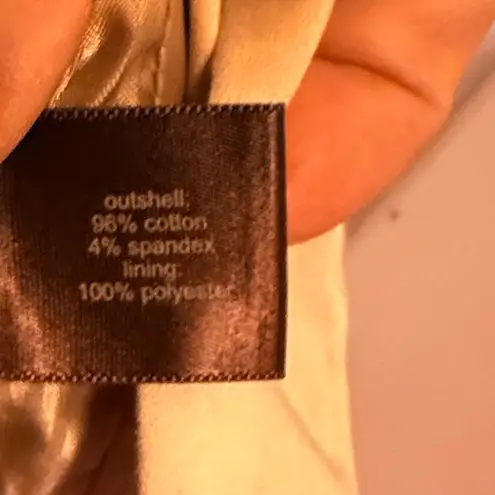 outshell:
96% cotton
4% spandex
lining:
100% polyester